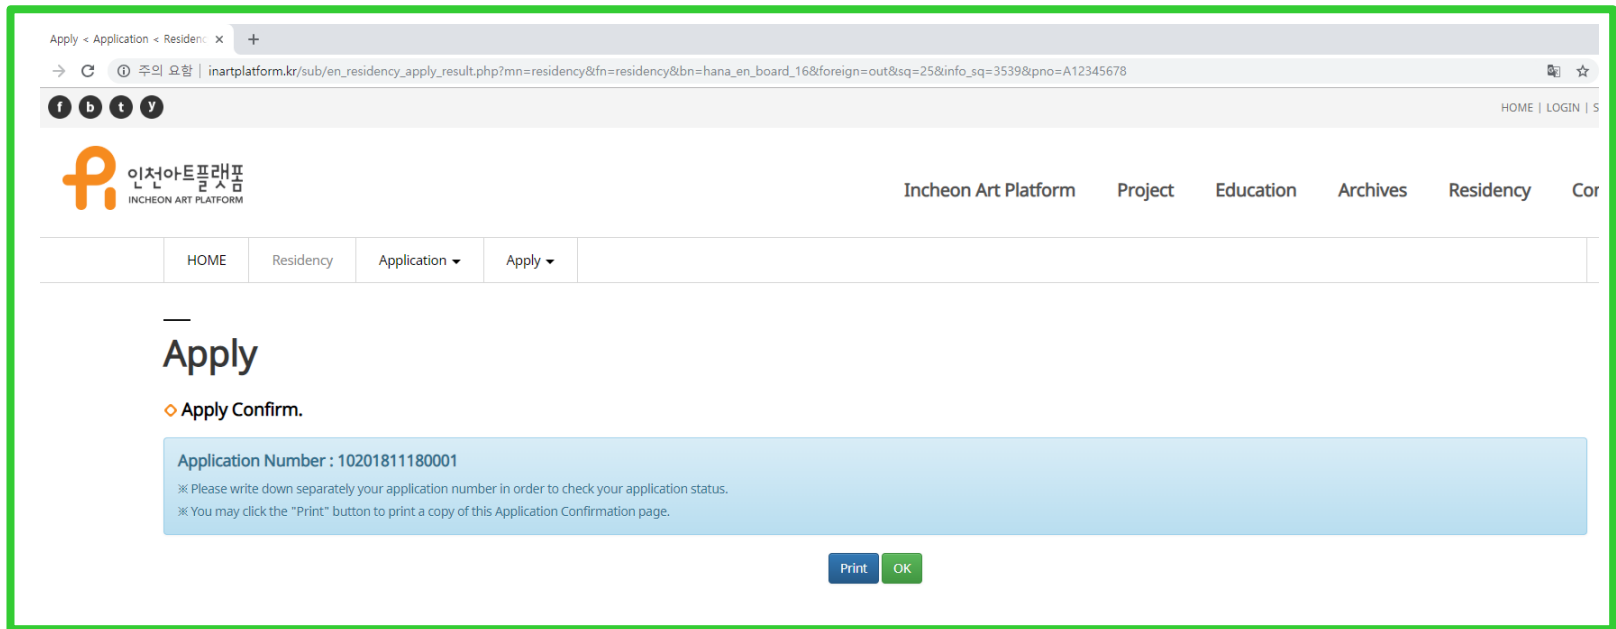 Apply < Application < Residenc
주의 요함 | inartplatform.kr/sub/en_residency_apply_result.php?mn=residency&fn=residency&bn=hana_en_board_16&foreign=out&sq=25&info_sq=3539&pno=A12345678
f b t y
HOME | LOGIN | S
인천아트플랫폼
INCHEON ART PLATFORM
Incheon Art Platform Project Education Archives Residency Cor
HOME Residency Application Apply
Apply
Apply Confirm.
Application Number : 10201811180001
※ Please write down separately your application number in order to check your application status.
※ You may click the "Print" button to print a copy of this Application Confirmation page.
Print OK